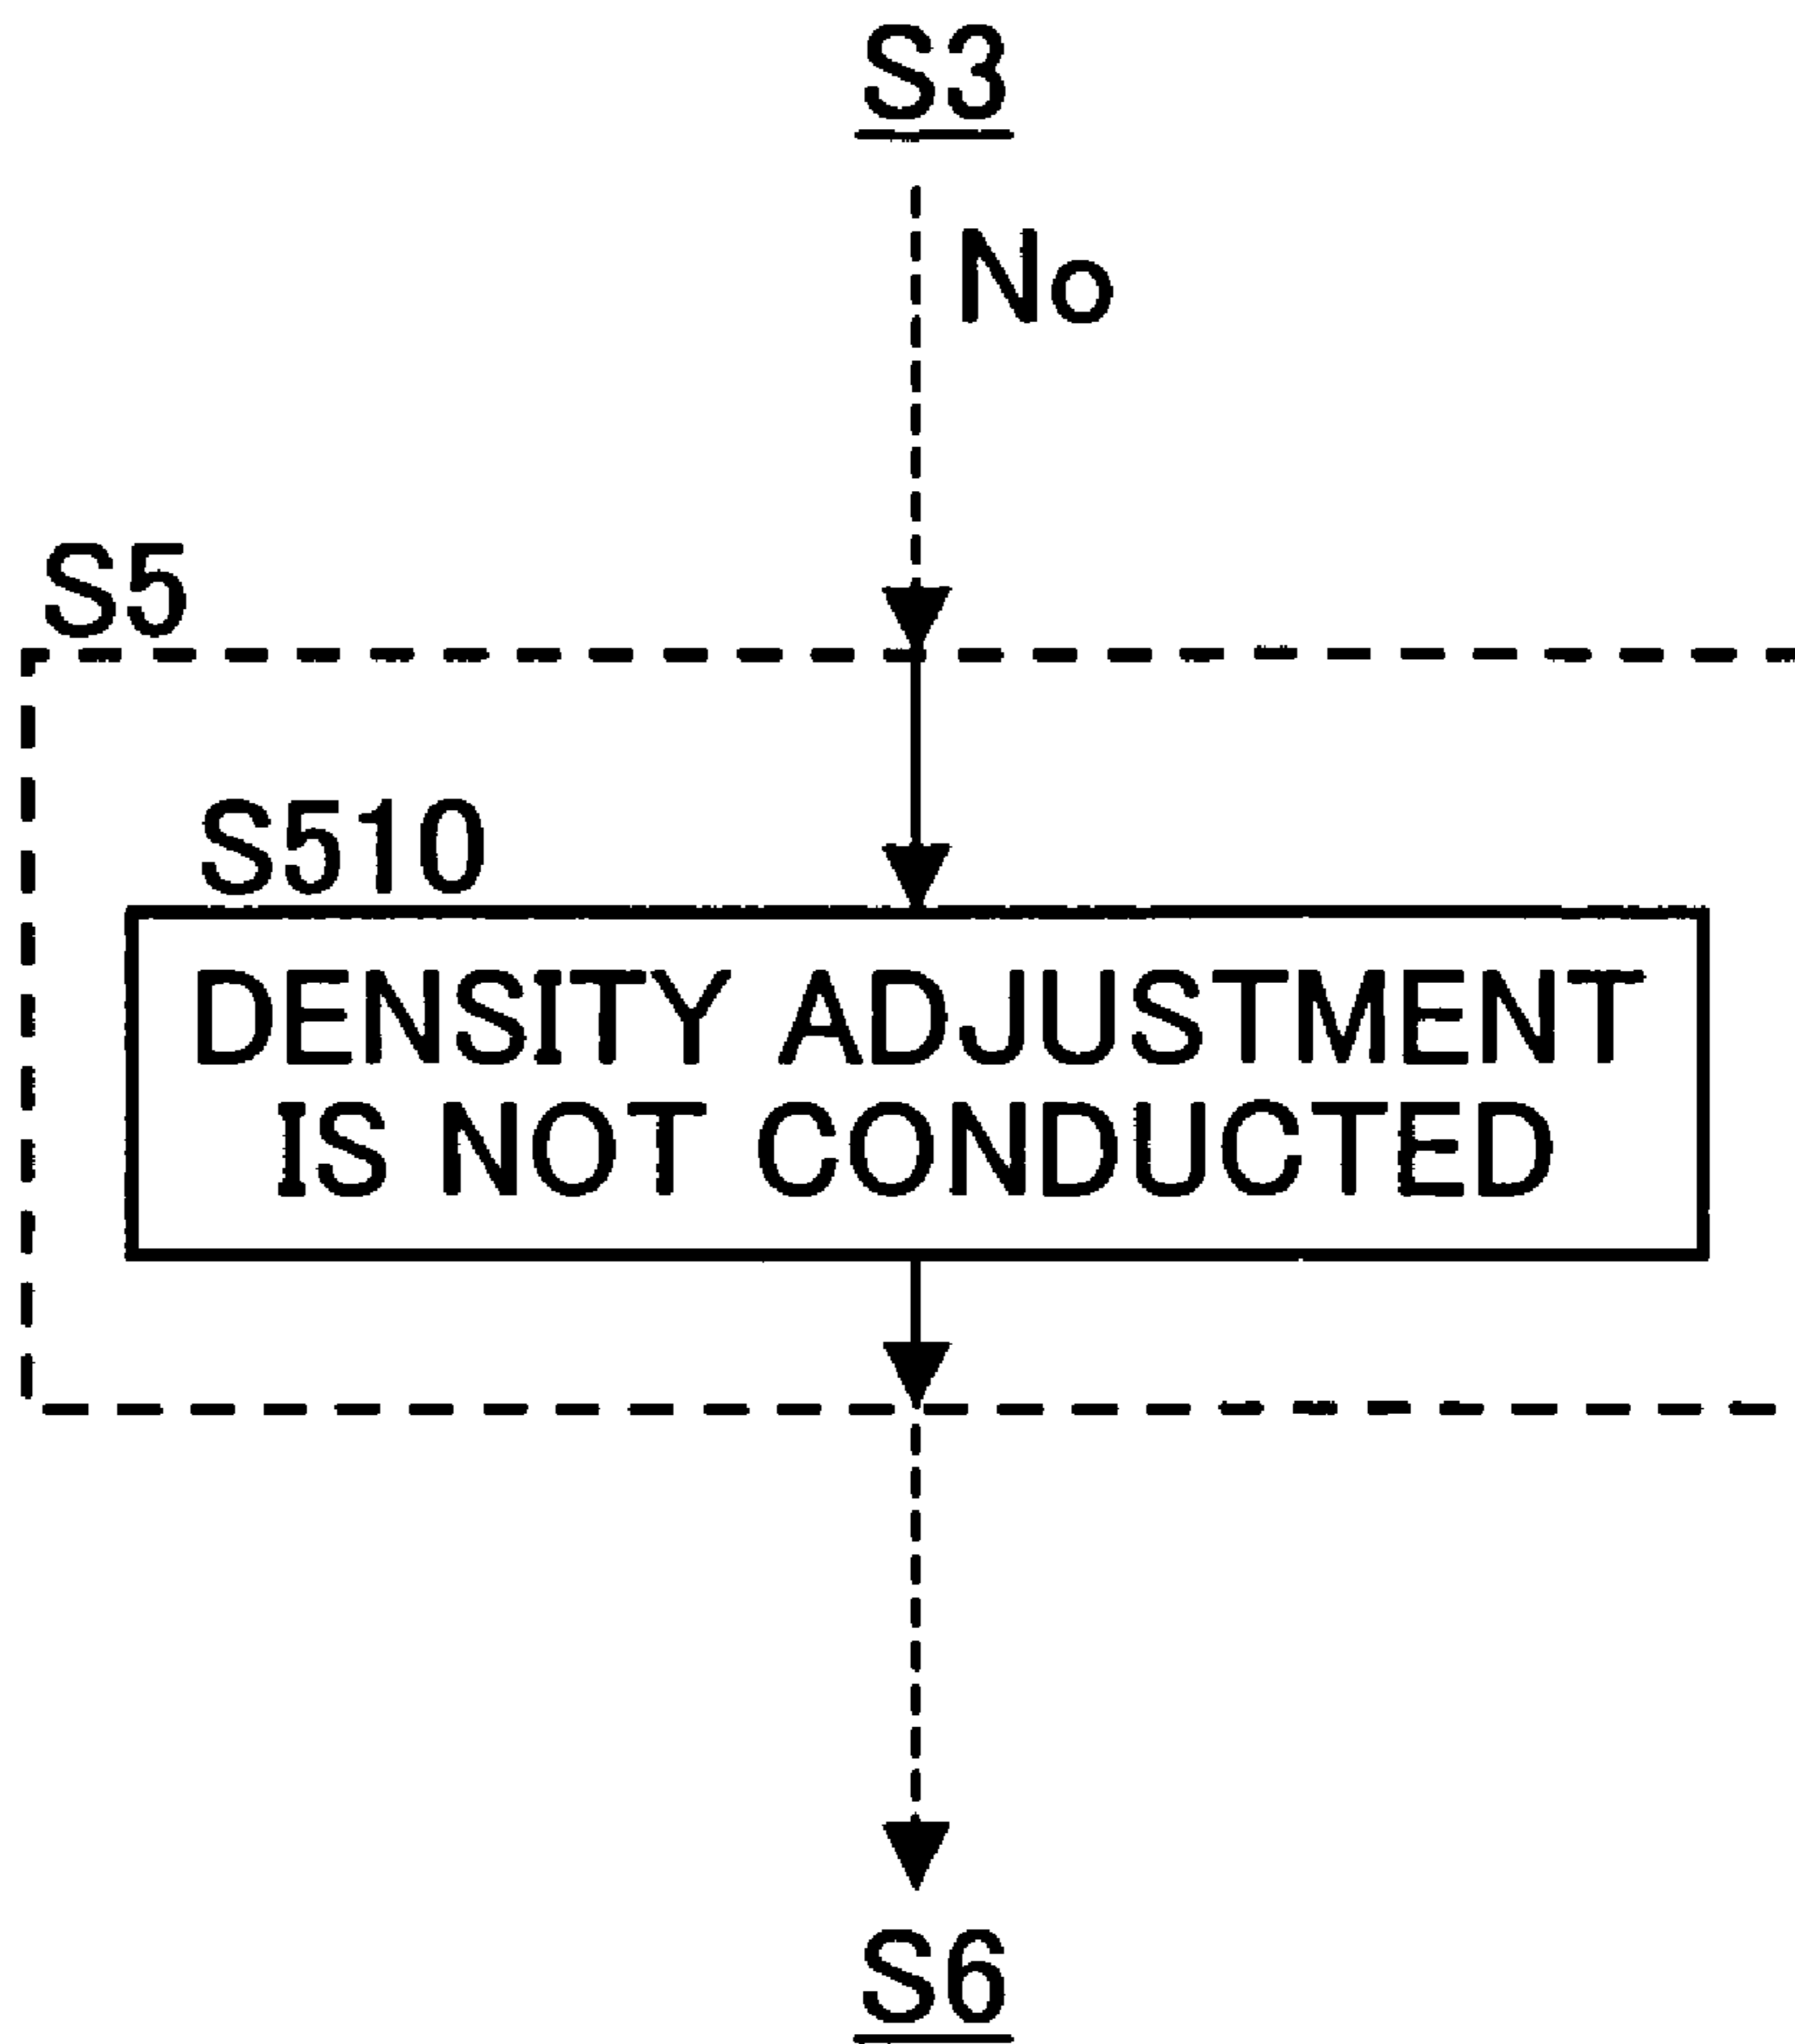 S3
No
S5
S510
DENSITY ADJUSTMENT
IS NOT CONDUCTED
S6